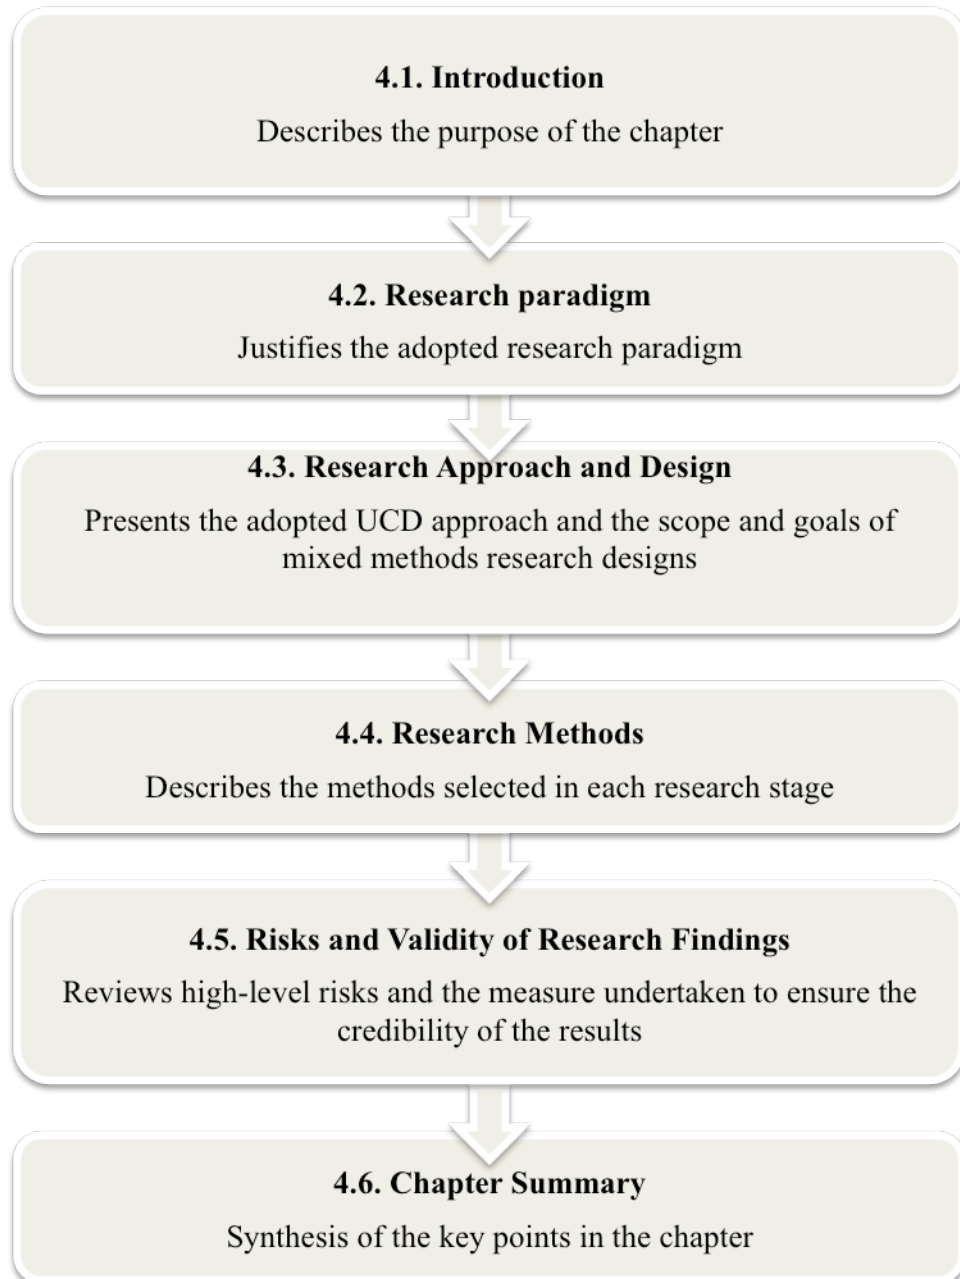 4.1. Introduction
Describes the purpose of the chapter
4.2. Research paradigm
Justifies the adopted research paradigm
4.3. Research Approach and Design
Presents the adopted UCD approach and the scope and goals of
mixed methods research designs
4.4. Research Methods
Describes the methods selected in each research stage
4.5. Risks and Validity of Research Findings
Reviews high-level risks and the measure undertaken to ensure the
credibility of the results
4.6. Chapter Summary
Synthesis of the key points in the chapter